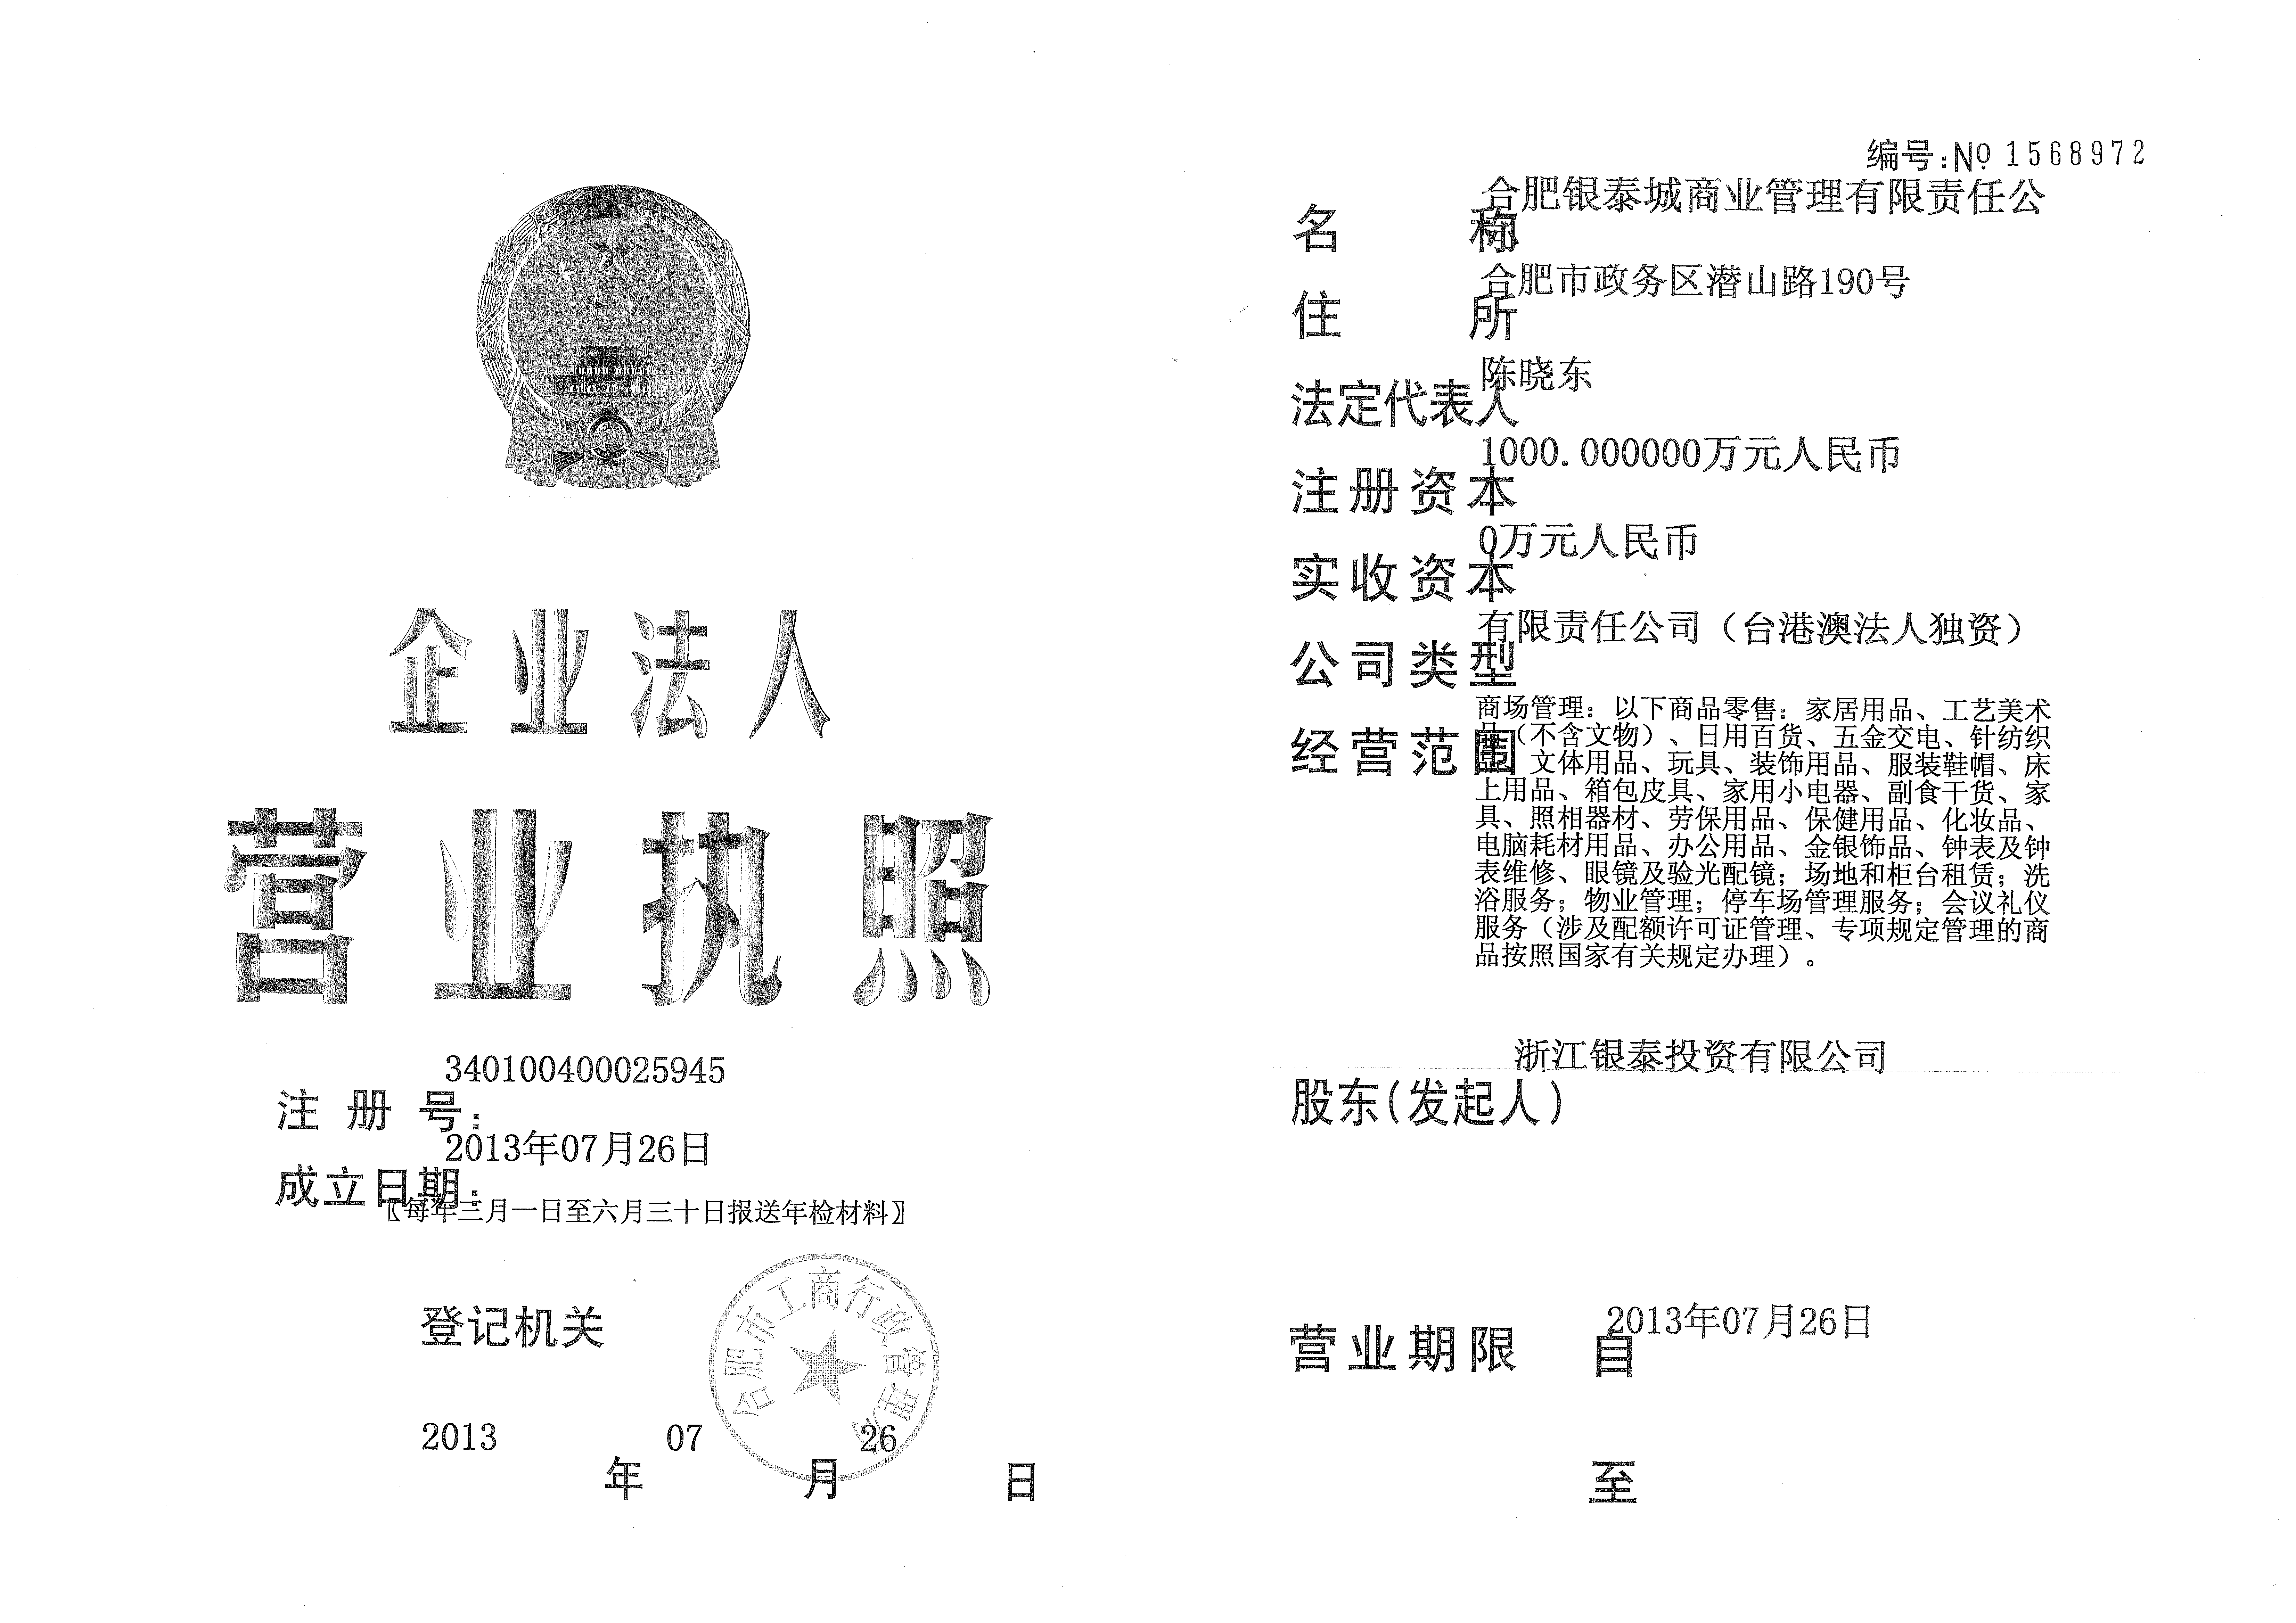 企业法人
营业执照
340100400025945
注册号:
2013年07月26日
成立日期:
〖每年三月一日至六月三十日报送年检材料〗
登记机关
合肥市工商行政管理局
2013 07 26
年 月 日
编号:No 1568972
合肥银泰城商业管理有限责任公
名称
合肥市政务区潜山路190号
住所
陈晓东
法定代表人
1000.000000万元人民币
注册资本
0万元人民币
实收资本
有限责任公司（台港澳法人独资）
公司类型
经营范围
商场管理：以下商品零售：家居用品、工艺美术
品（不含文物）、日用百货、五金交电、针纺织
品、文体用品、玩具、装饰用品、服装鞋帽、床
上用品、箱包皮具、家用小电器、副食干货、家
具、照相器材、劳保用品、保健用品、化妆品、
电脑耗材用品、办公用品、金银饰品、钟表及钟
表维修、眼镜及验光配镜；场地和柜台租赁；洗
浴服务；物业管理；停车场管理服务；会议礼仪
服务（涉及配额许可证管理、专项规定管理的商
品按照国家有关规定办理）。
浙江银泰投资有限公司
股东(发起人)
2013年07月26日
营业期限 自
至